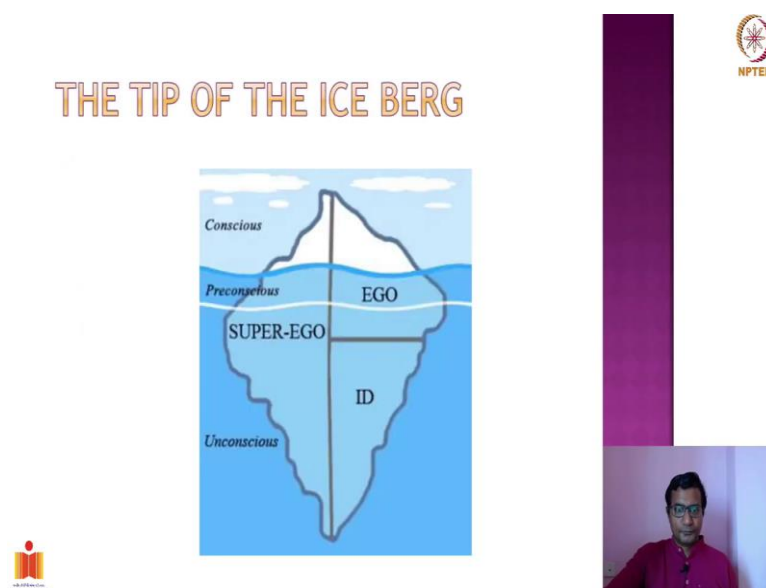 NPTEL
THE TIP OF THE ICE BERG
Conscious
Preconscious
EGO
SUPER-EGO
ID
Unconscious